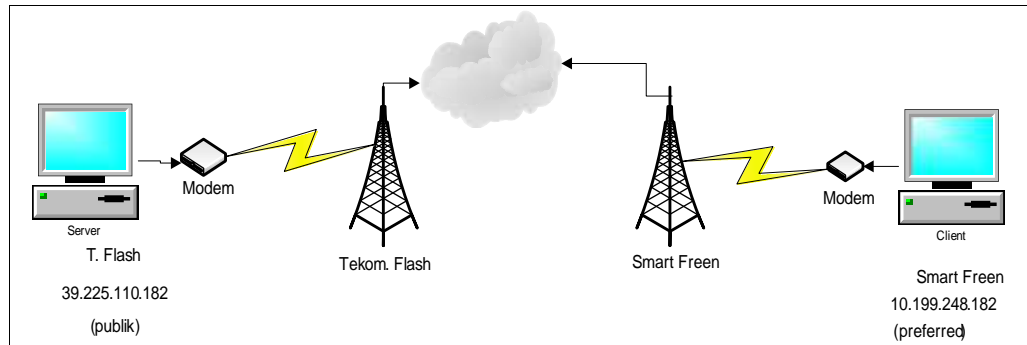 Modem
Modem
Server
Client
T. Flash
Tekom. Flash
Smart Freen
Smart Freen
39.225.110.182
10.199.248.182
(publik)
(preferred)